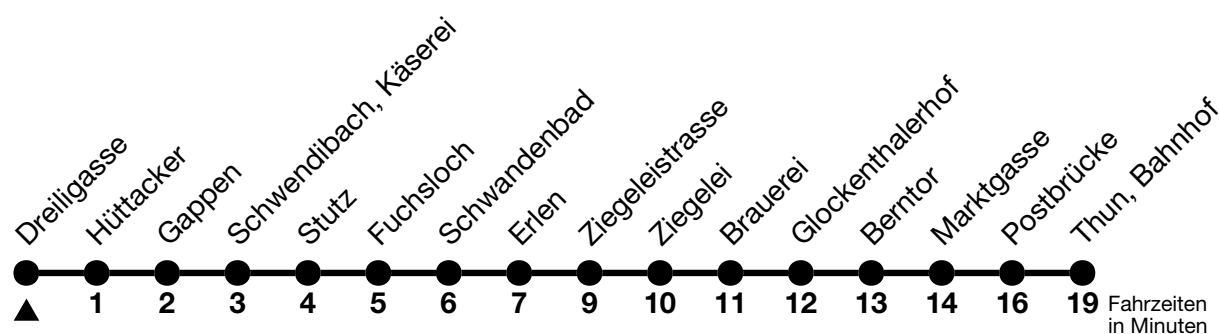 Dreiligasse
Hüttacker
Gappen
Schwendibach, Käserei
Stutz
Fuchsloch
Schwandenbad
Erlen
Ziegeleistrasse
Ziegelei
Brauerei
Glockenthalerhof
Berntor
Marktgasse
Postbrücke
Thun, Bahnhof
1 2 3 4 5 6 7 9 10 11 12 13 14 16 19 Fahrzeiten
in Minuten